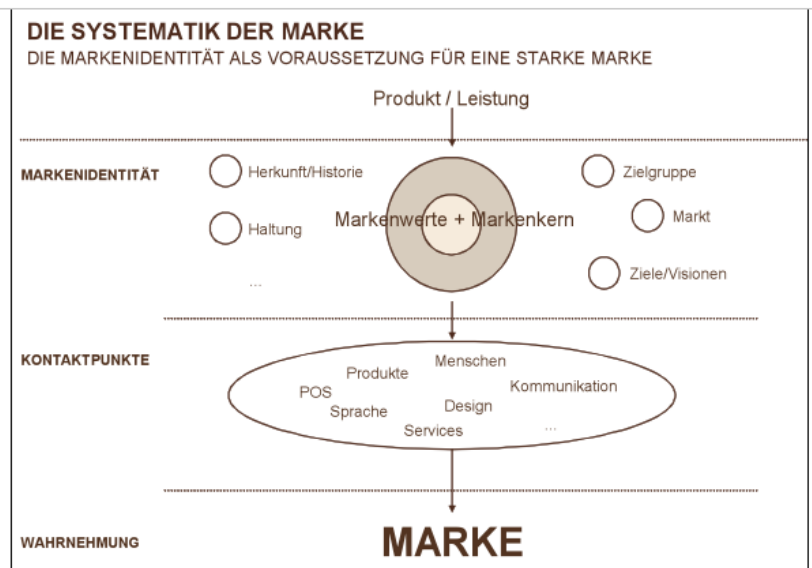 DIE SYSTEMATIK DER MARKE
DIE MARKENIDENTITÄT ALS VORAUSSETZUNG FÜR EINE STARKE MARKE
Produkt / Leistung
MARKENIDENTITÄT
Herkunft/Historie
Zielgruppe
Markenwerte + Markenkern
Markt
Haltung
Ziele/Visionen
...
KONTAKTPUNKTE
Menschen
Produkte
Kommunikation
POS
Sprache
Design
Services
...
WAHRNEHMUNG
MARKE